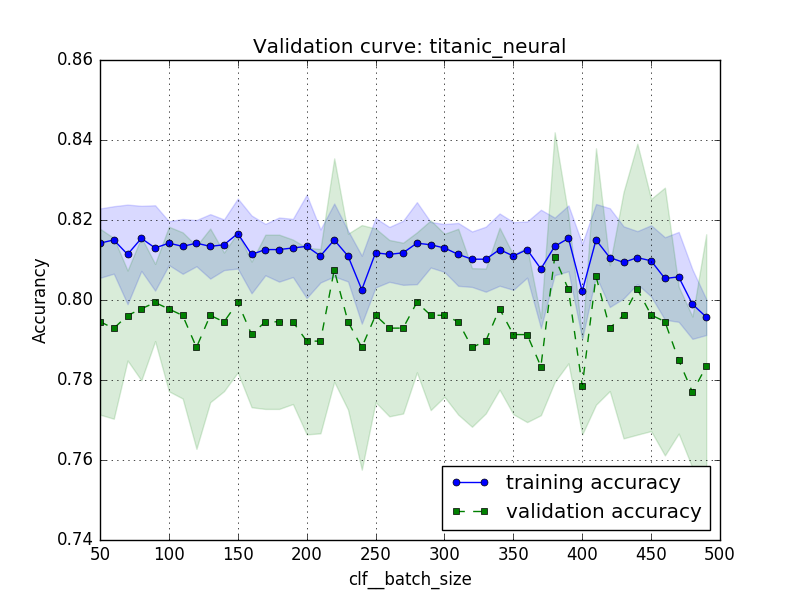 Validation curve: titanic_neural
0.86
0.84
0.82
0.80
0.78
0.76
0.74
Accurancy
50 100 150 200 250 300 350 400 450 500
clf__batch_size
training accuracy
validation accuracy